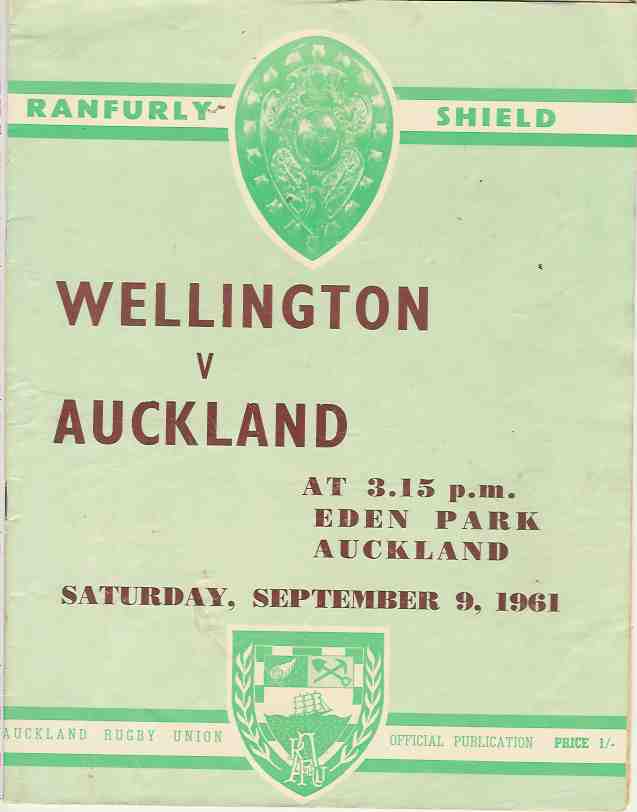 RANFURLY SHIELD
WELLINGTON
V
AUCKLAND
AT 3.15 p.m.
EDEN PARK
AUCKLAND
SATURDAY, SEPTEMBER 9, 1961
AUCKLAND RUGBY UNION OFFICIAL PUBLICATION PRICE 1/-